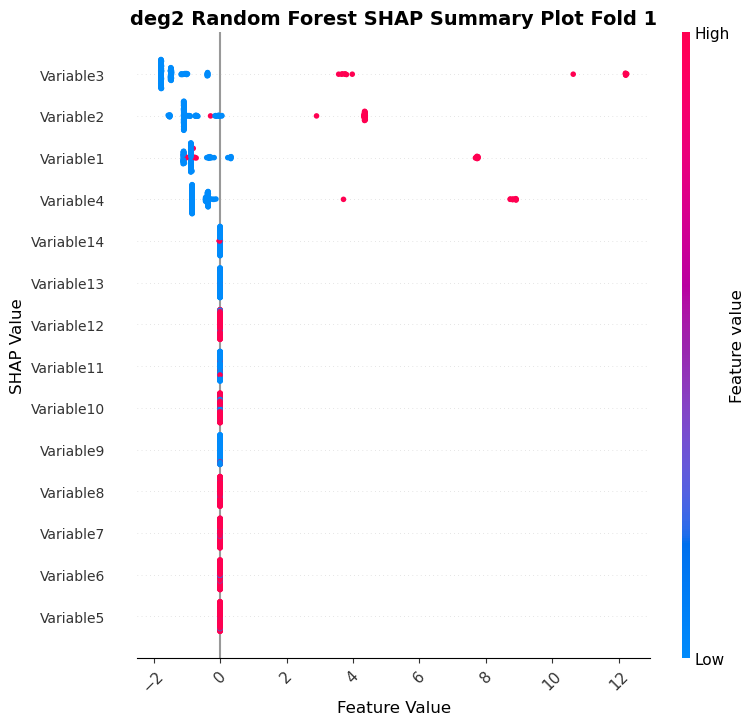 deg2 Random Forest SHAP Summary Plot Fold 1
High
Variable3
Variable2
Variable1
Variable4
Variable14
Variable13
Variable12
Variable11
Variable10
Variable9
Variable8
Variable7
Variable6
Variable5
SHAP Value
Feature value
Low
−2
0
2
4
6
8
10
12
Feature Value